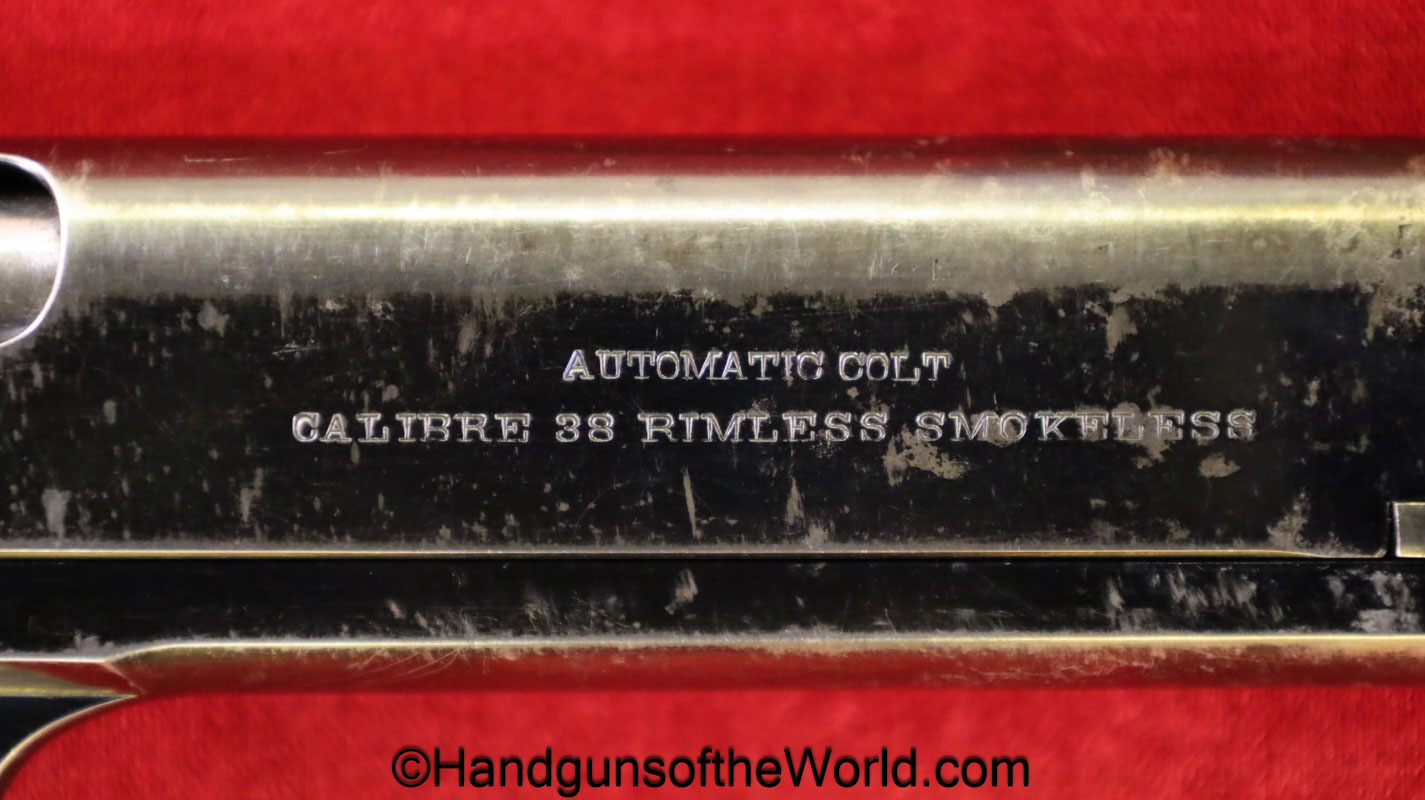 AUTOMATIC COLT
CALIBRE 38 RIMLESS SMOKELESS
©HandgunsoftheWorld.com